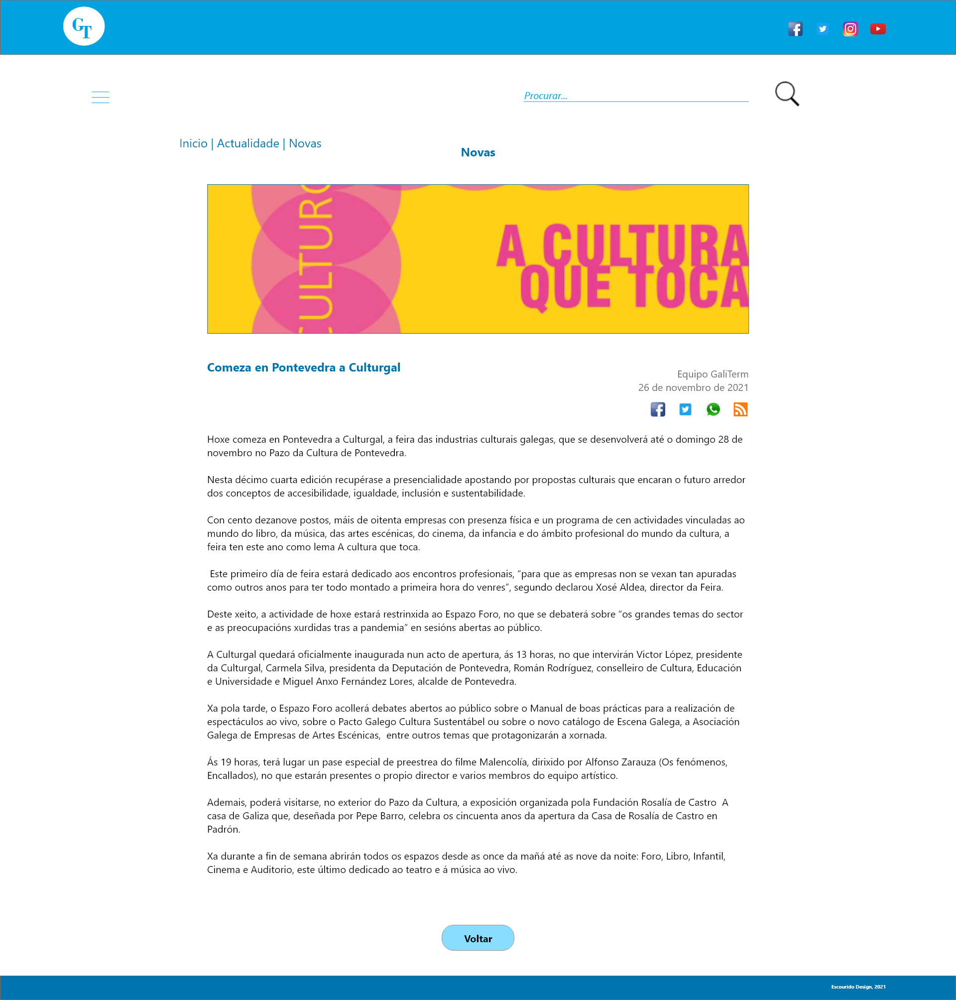 GT
Procurar...
Inicio | Actualidade | Novas
Novas
CULTURG
A CULTURA
QUE TOCA
Comeza en Pontevedra a Culturgal
Equipo GaliTerm
26 de novembro de 2021
Hoxe comeza en Pontevedra a Culturgal, a feira das industrias culturais galegas, que se desenvolverá até o domingo 28 de
novembro no Pazo da Cultura de Pontevedra.
Nesta décimo cuarta edición recupérase a presencialidade apostando por propostas culturais que encaran o futuro arredor
dos conceptos de accesibilidade, igualdade, inclusión e sustentabilidade.
Con cento dezanove postos, máis de oitenta empresas con presenza física e un programa de cen actividades vinculadas ao
mundo do libro, da música, das artes escénicas, do cinema, da infancia e do ámbito profesional do mundo da cultura, a
feira ten este ano como lema A cultura que toca.
Este primeiro día de feira estará dedicado aos encontros profesionais, “para que as empresas non se vexan tan apuradas
como outros anos para ter todo montado a primeira hora do venres”, segundo declarou Xosé Aldea, director da Feira.
Deste xeito, a actividade de hoxe estará restrinxida ao Espazo Foro, no que se debaterá sobre “os grandes temas do sector
e as preocupacións xurdidas tras a pandemia” en sesións abertas ao público.
A Culturgal quedará oficialmente inaugurada nun acto de apertura, ás 13 horas, no que intervirán Victor López, presidente
da Culturgal, Carmela Silva, presidenta da Deputación de Pontevedra, Román Rodríguez, conselleiro de Cultura, Educación
e Universidade e Miguel Anxo Fernández Lores, alcalde de Pontevedra.
Xa pola tarde, o Espazo Foro acollerá debates abertos ao público sobre o Manual de boas prácticas para a realización de
espectáculos ao vivo, sobre o Pacto Galego Cultura Sustentábel ou sobre o novo catálogo de Escena Galega, a Asociación
Galega de Empresas de Artes Escénicas,  entre outros temas que protagonizarán a xornada.
Ás 19 horas, terá lugar un pase especial de preestrea do filme Malencolía, dirixido por Alfonso Zarauza (Os fenómenos,
Encallados), no que estarán presentes o propio director e varios membros do equipo artístico.
Ademais, poderá visitarse, no exterior do Pazo da Cultura, a exposición organizada pola Fundación Rosalía de Castro  A
casa de Galiza que, deseñada por Pepe Barro, celebra os cincuenta anos da apertura da Casa de Rosalía de Castro en
Padrón.
Xa durante a fin de semana abrirán todos os espazos desde as once da mañá até as nove da noite: Foro, Libro, Infantil,
Cinema e Auditorio, este último dedicado ao teatro e á música ao vivo.
Voltar
Escourido Design, 2021